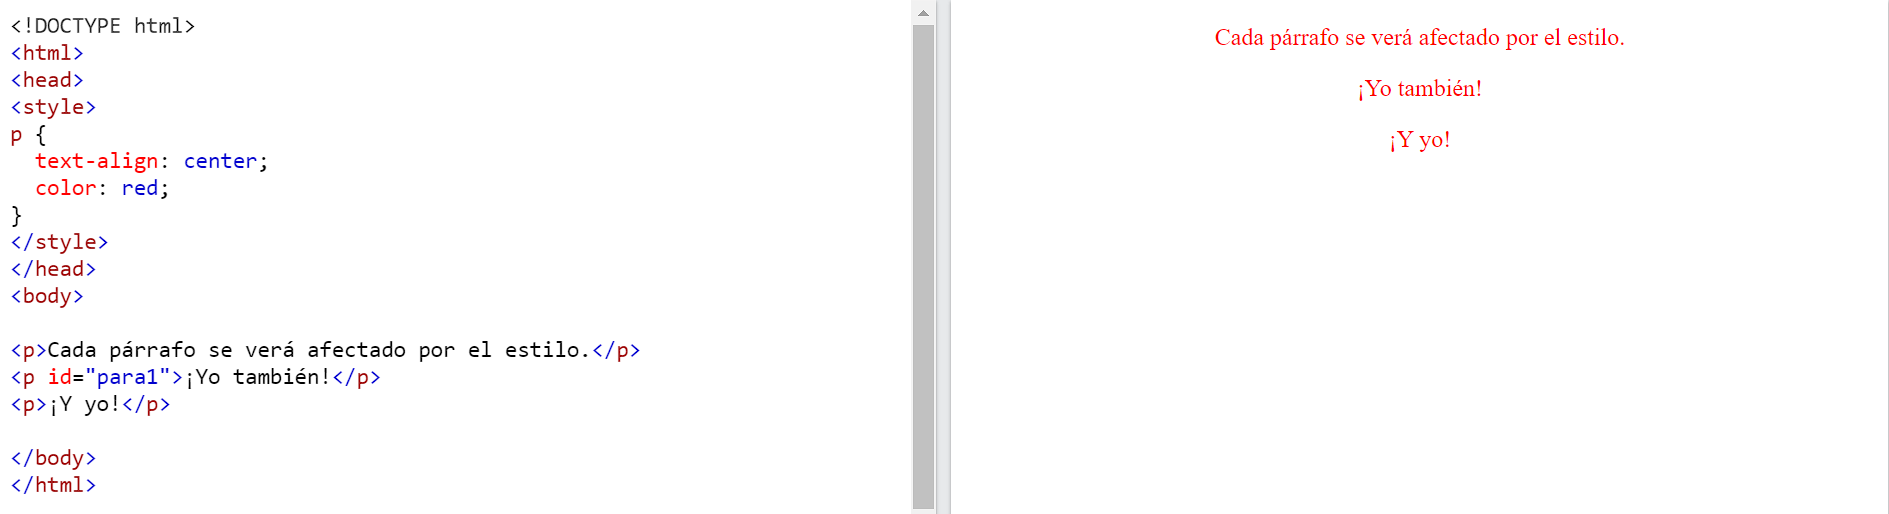 <!DOCTYPE html>
<html>
<head>
<style>
p {
  text-align: center;
  color: red;
}
</style>
</head>
<body>

<p>Cada párrafo se verá afectado por el estilo.</p>
<p id="para1">¡Yo también!</p>
<p>¡Y yo!</p>

</body>
</html>
Cada párrafo se verá afectado por el estilo.
¡Yo también!
¡Y yo!